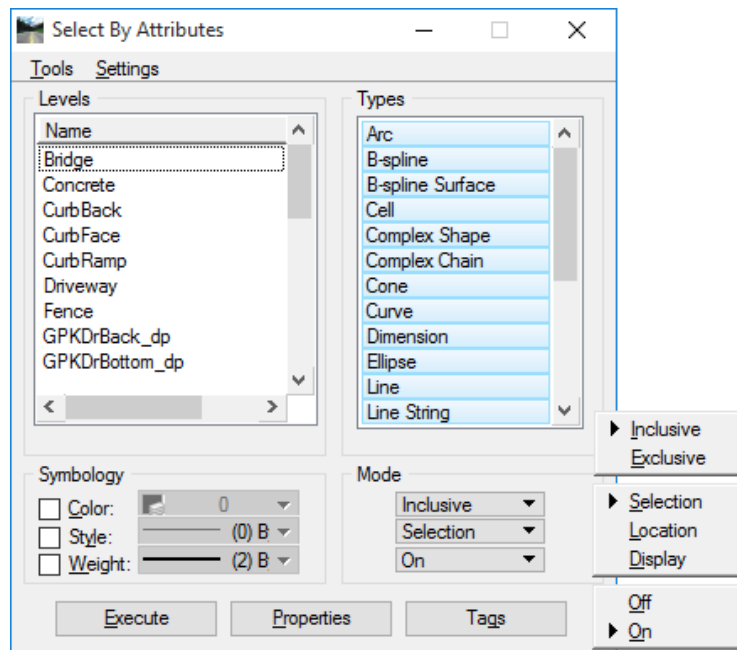 Select By Attributes
Tools Settings
Levels
Name
Bridge
Concrete
CurbBack
CurbFace
CurbRamp
Driveway
Fence
GPKDrBack_dp
GPKDrBottom_dp
Types
Arc
B-spline
B-spline Surface
Cell
Complex Shape
Complex Chain
Cone
Curve
Dimension
Ellipse
Line
Line String
Symbology
Color: 0
Style: (0) B
Weight: (2) B
Mode
Inclusive
Selection
On
Inclusive
Exclusive
Selection
Location
Display
Off
On
Execute Properties Tags